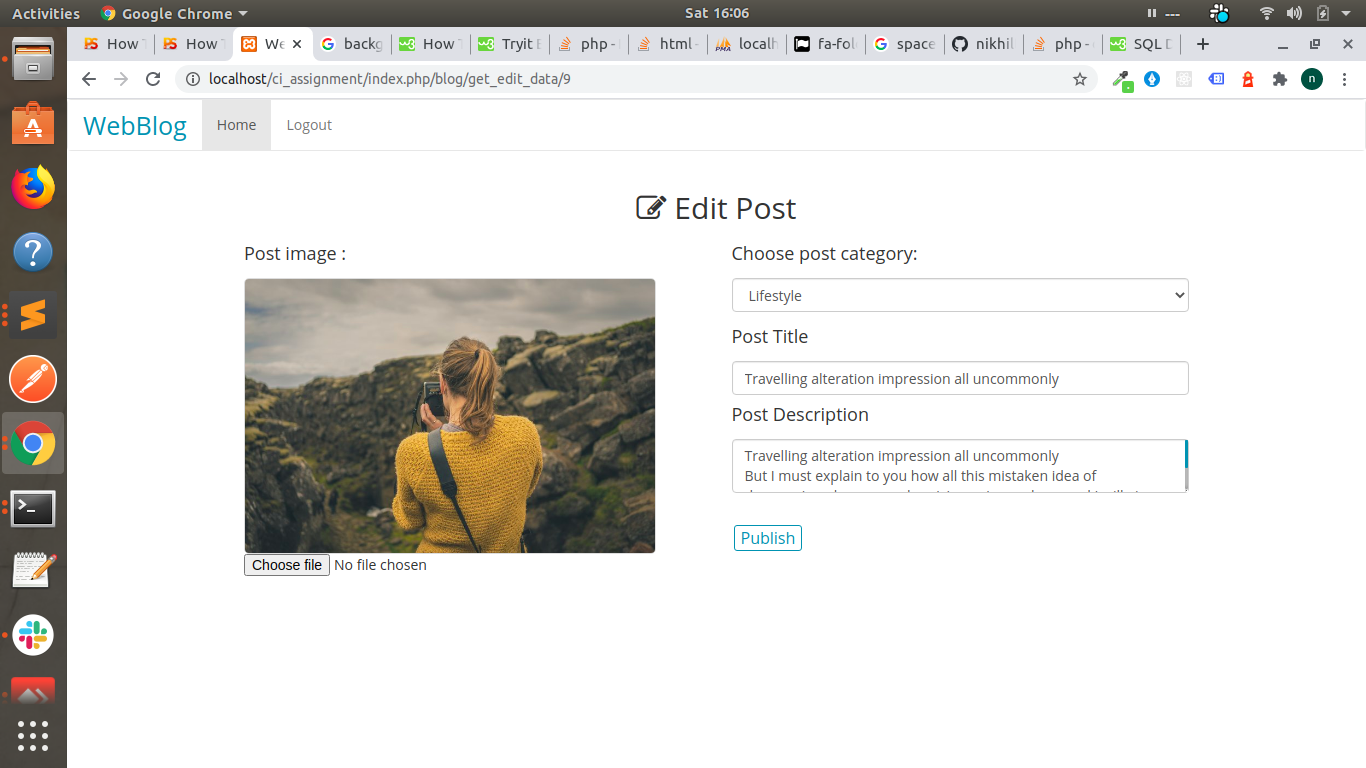 Activities Google Chrome Sat 16:06 ---
How T How T We backg How T Tryit E php - html - localh fa-fol space nikhil php - SQL D
localhost/ci_assignment/index.php/blog/get_edit_data/9 n
WebBlog Home Logout
Edit Post
Post image :
Choose file No file chosen
Choose post category:
Lifestyle
Post Title
Travelling alteration impression all uncommonly
Post Description
Travelling alteration impression all uncommonly
But I must explain to you how all this mistaken idea of
Publish